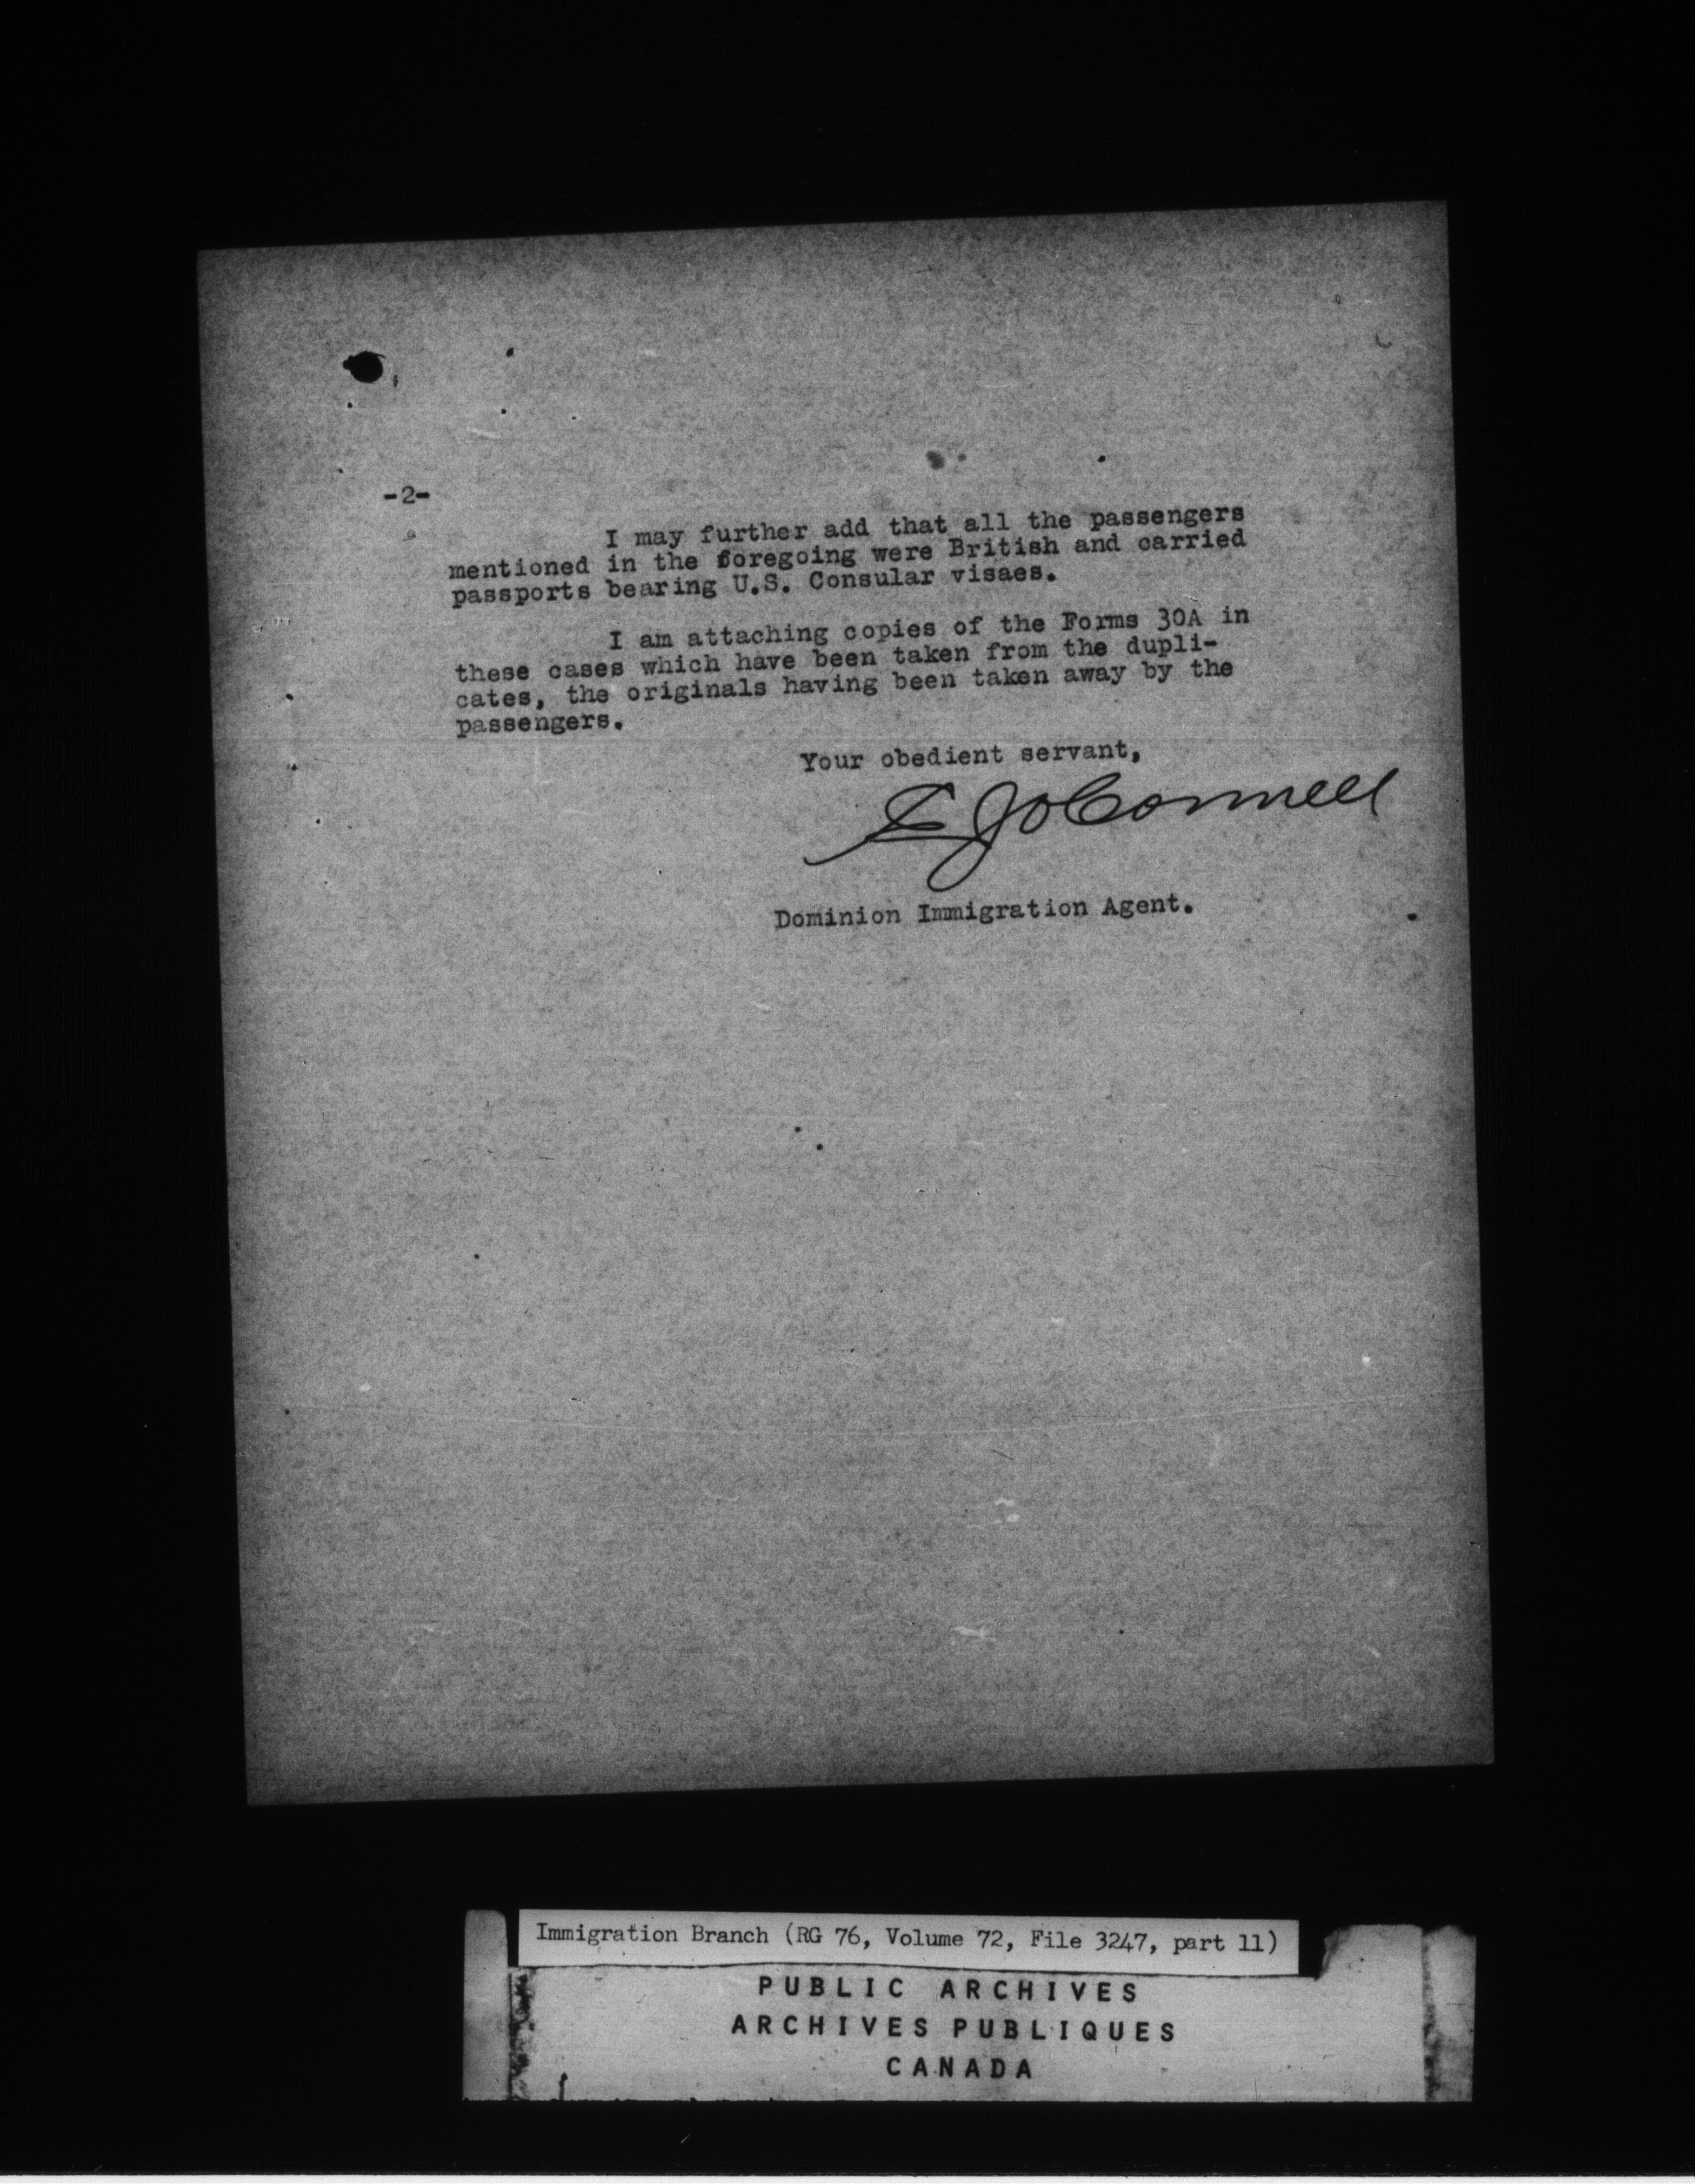 -2-
I may further add that all the passengers
mentioned in the foregoing were British and carried
passports bearing U.S. Consular visaes.
I am attaching copies of the Forms 30A in
these cases which have been taken from the dupli-
cates, the originals having been taken away by the
passengers.
Your obedient servant,
O'Connell
Dominion Immigration Agent.
Immigration Branch (RG 76, Volume 72, File 3247, part 11)
PUBLIC ARCHIVES
ARCHIVES PUBLIQUES
CANADA